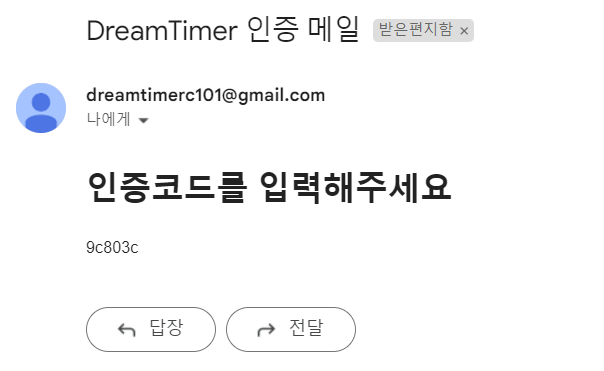 DreamTimer 인증 메일 받은편지함 ×
dreamtimerc101@gmail.com
나에게
인증코드를 입력해주세요
9c803c
답장 전달